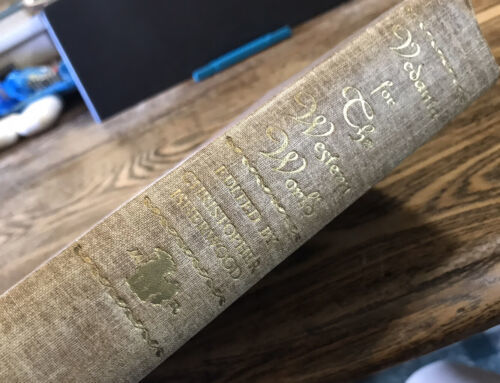 Vedanta
for
The
Western
World
EDITED BY
CHRISTOPHER
ISHERWOOD